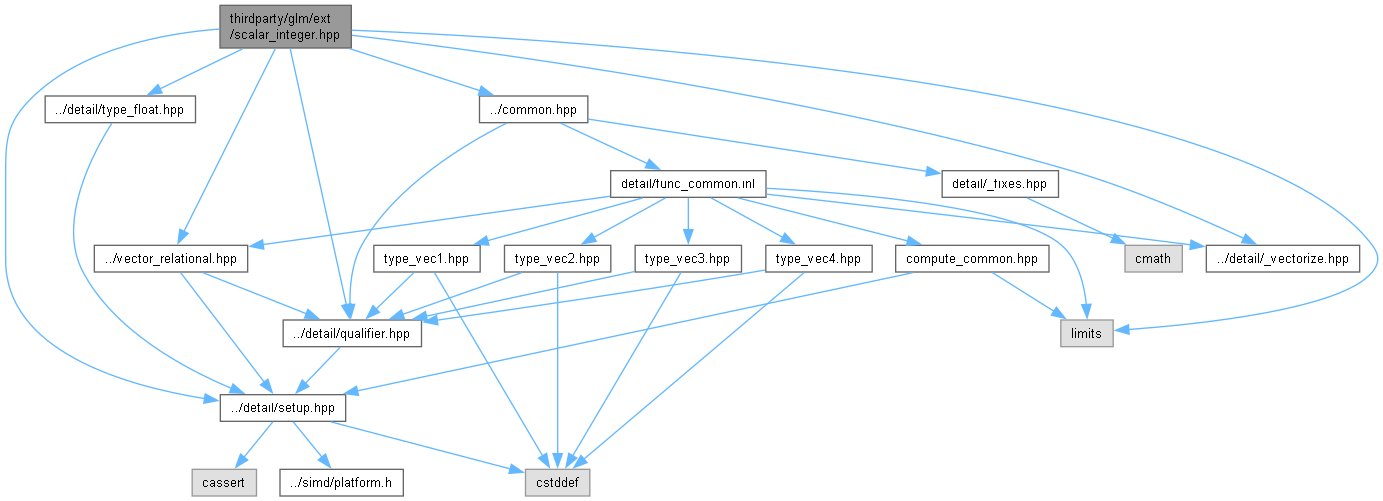 thirdparty/glm/ext
/scalar_integer.hpp
../detail/type_float.hpp
../common.hpp
detail/func_common.inl
detail/_fixes.hpp
../vector_relational.hpp
type_vec1.hpp
type_vec2.hpp
type_vec3.hpp
type_vec4.hpp
compute_common.hpp
cmath
../detail/_vectorize.hpp
../detail/qualifier.hpp
limits
../detail/setup.hpp
cassert
../simd/platform.h
cstddef